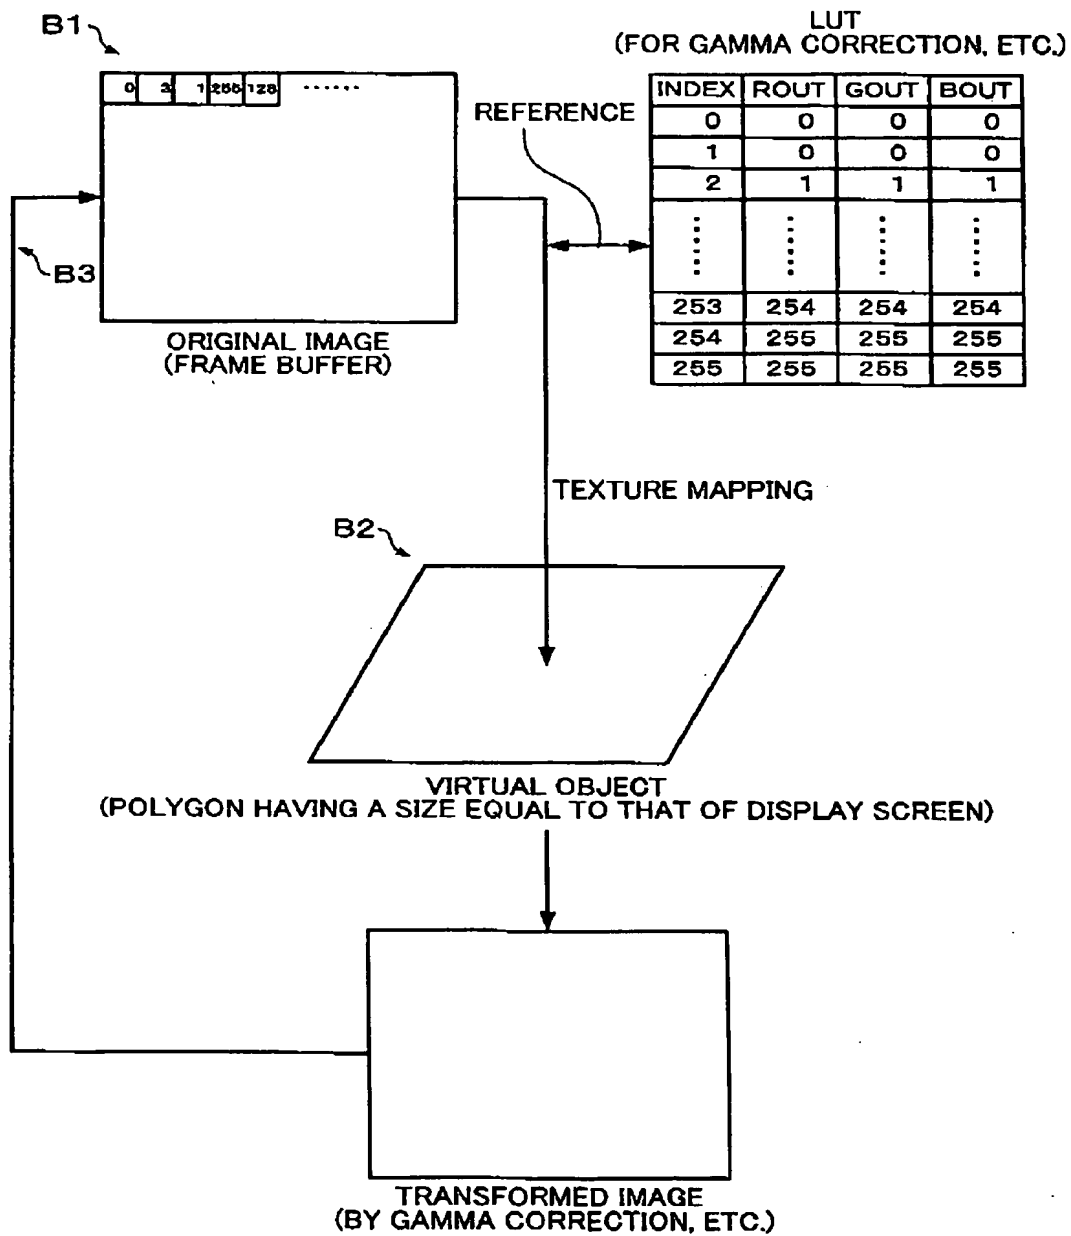 B1
0 3 1 255 128 ......
LUT
(FOR GAMMA CORRECTION, ETC.)
REFERENCE
INDEX ROUT GOUT BOUT
0 0 0 0
1 0 0 0
2 1 1 1
253 254 254 254
254 255 255 255
255 255 255 255
B3
ORIGINAL IMAGE
(FRAME BUFFER)
TEXTURE MAPPING
B2
VIRTUAL OBJECT
(POLYGON HAVING A SIZE EQUAL TO THAT OF DISPLAY SCREEN)
TRANSFORMED IMAGE
(BY GAMMA CORRECTION, ETC.)